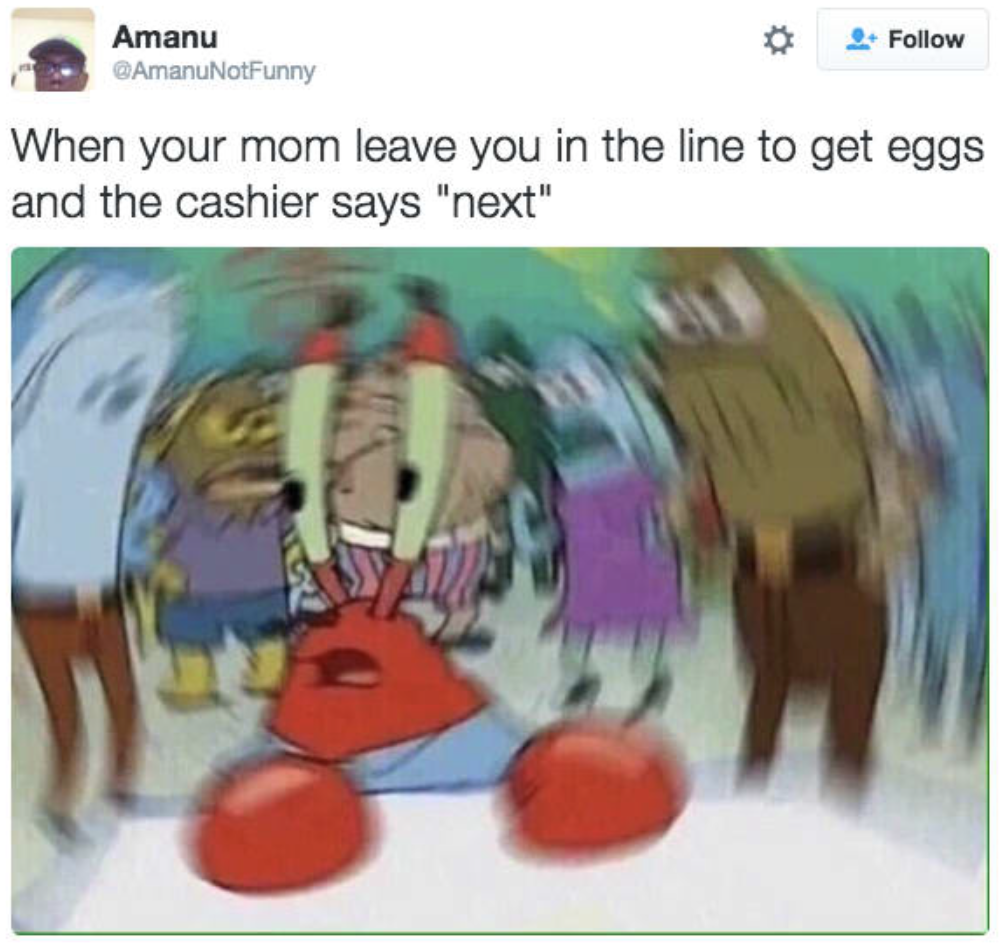 Amanu
@AmanuNotFunny
Follow
When your mom leave you in the line to get eggs
and the cashier says "next"